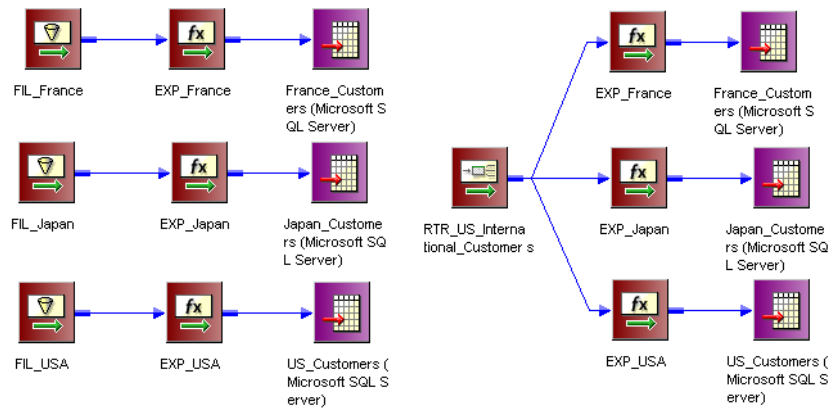 FIL_France
EXP_France
France_Custom
ers (Microsoft S
QL Server)
FIL_Japan
EXP_Japan
Japan_Custome
rs (Microsoft SQ
L Server)
FIL_USA
EXP_USA
US_Customers (
Microsoft SQL S
erver)
RTR_US_Interna
tional_Customer s
EXP_France
France_Custom
ers (Microsoft S
QL Server)
EXP_Japan
Japan_Custome
rs (Microsoft SQ
L Server)
EXP_USA
US_Customers (
Microsoft SQL S
erver)